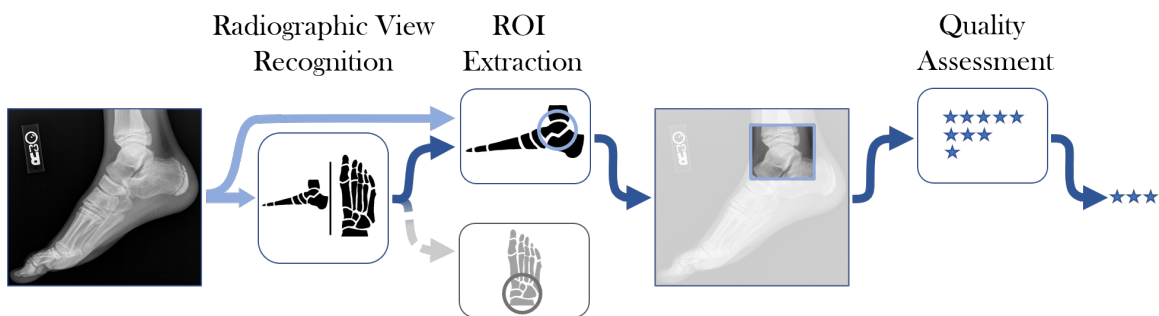 Radiographic View
Recognition
ROI
Extraction
Quality
Assessment